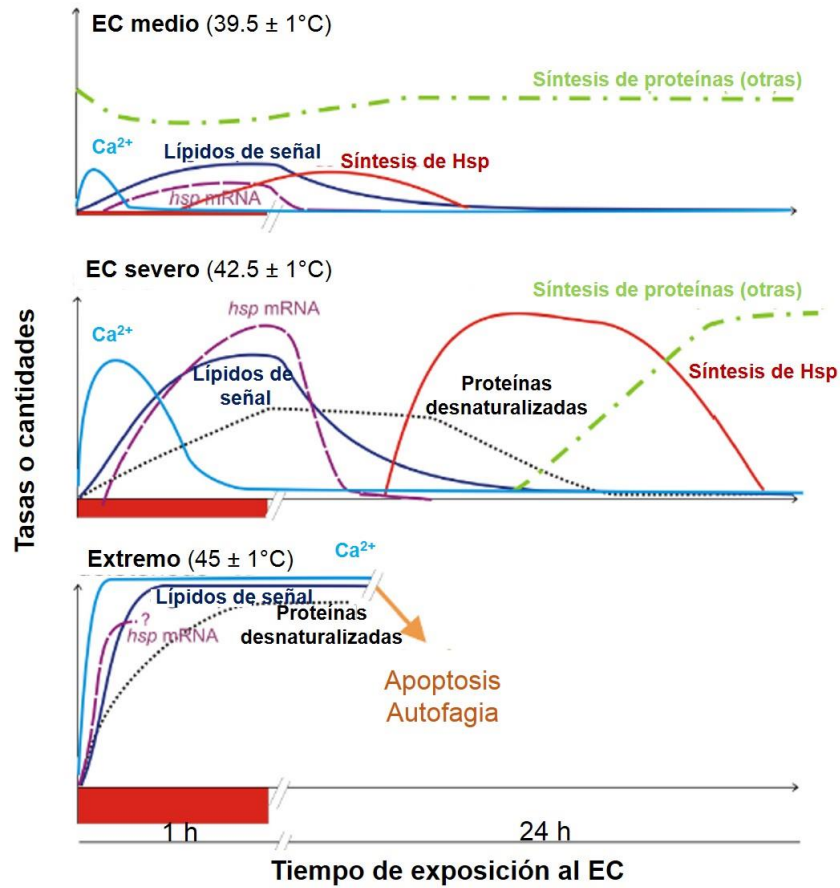 EC medio (39.5 ± 1°C)
Síntesis de proteínas (otras)
Ca2+
Lípidos de señal
Síntesis de Hsp
hsp mRNA
EC severo (42.5 ± 1°C)
Síntesis de proteínas (otras)
hsp mRNA
Ca2+
Lípidos de
señal
Proteínas
desnaturalizadas
Síntesis de Hsp
Tasas o cantidades
Extremo (45 ± 1°C)
Ca2+
Lípidos de señal
?
hsp mRNA
Proteínas
desnaturalizadas
Apoptosis
Autofagia
1 h
24 h
Tiempo de exposición al EC